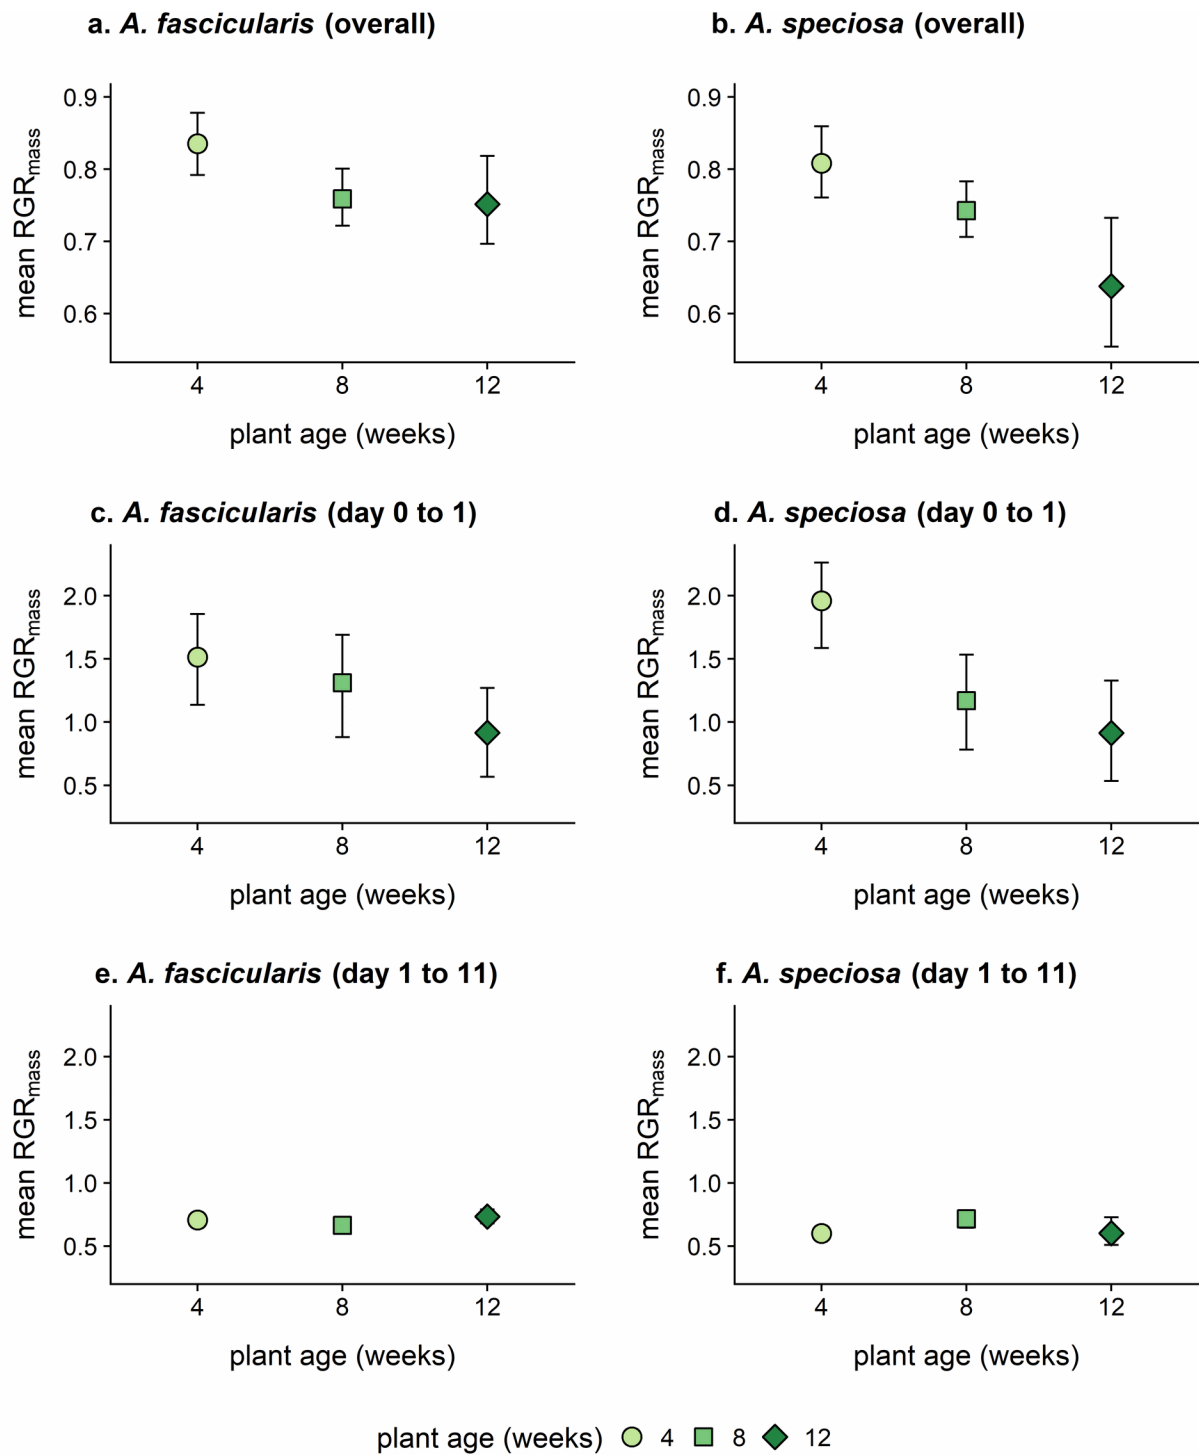 a. A. fascicularis (overall)
b. A. speciosa (overall)
mean RGRmass
0.9
0.8
0.7
0.6
4 8 12
plant age (weeks)
mean RGRmass
0.9
0.8
0.7
0.6
4 8 12
plant age (weeks)
c. A. fascicularis (day 0 to 1)
d. A. speciosa (day 0 to 1)
mean RGRmass
2.0
1.5
1.0
0.5
4 8 12
plant age (weeks)
mean RGRmass
2.0
1.5
1.0
0.5
4 8 12
plant age (weeks)
e. A. fascicularis (day 1 to 11)
f. A. speciosa (day 1 to 11)
mean RGRmass
2.0
1.5
1.0
0.5
4 8 12
plant age (weeks)
mean RGRmass
2.0
1.5
1.0
0.5
4 8 12
plant age (weeks)
plant age (weeks) 4 8 12